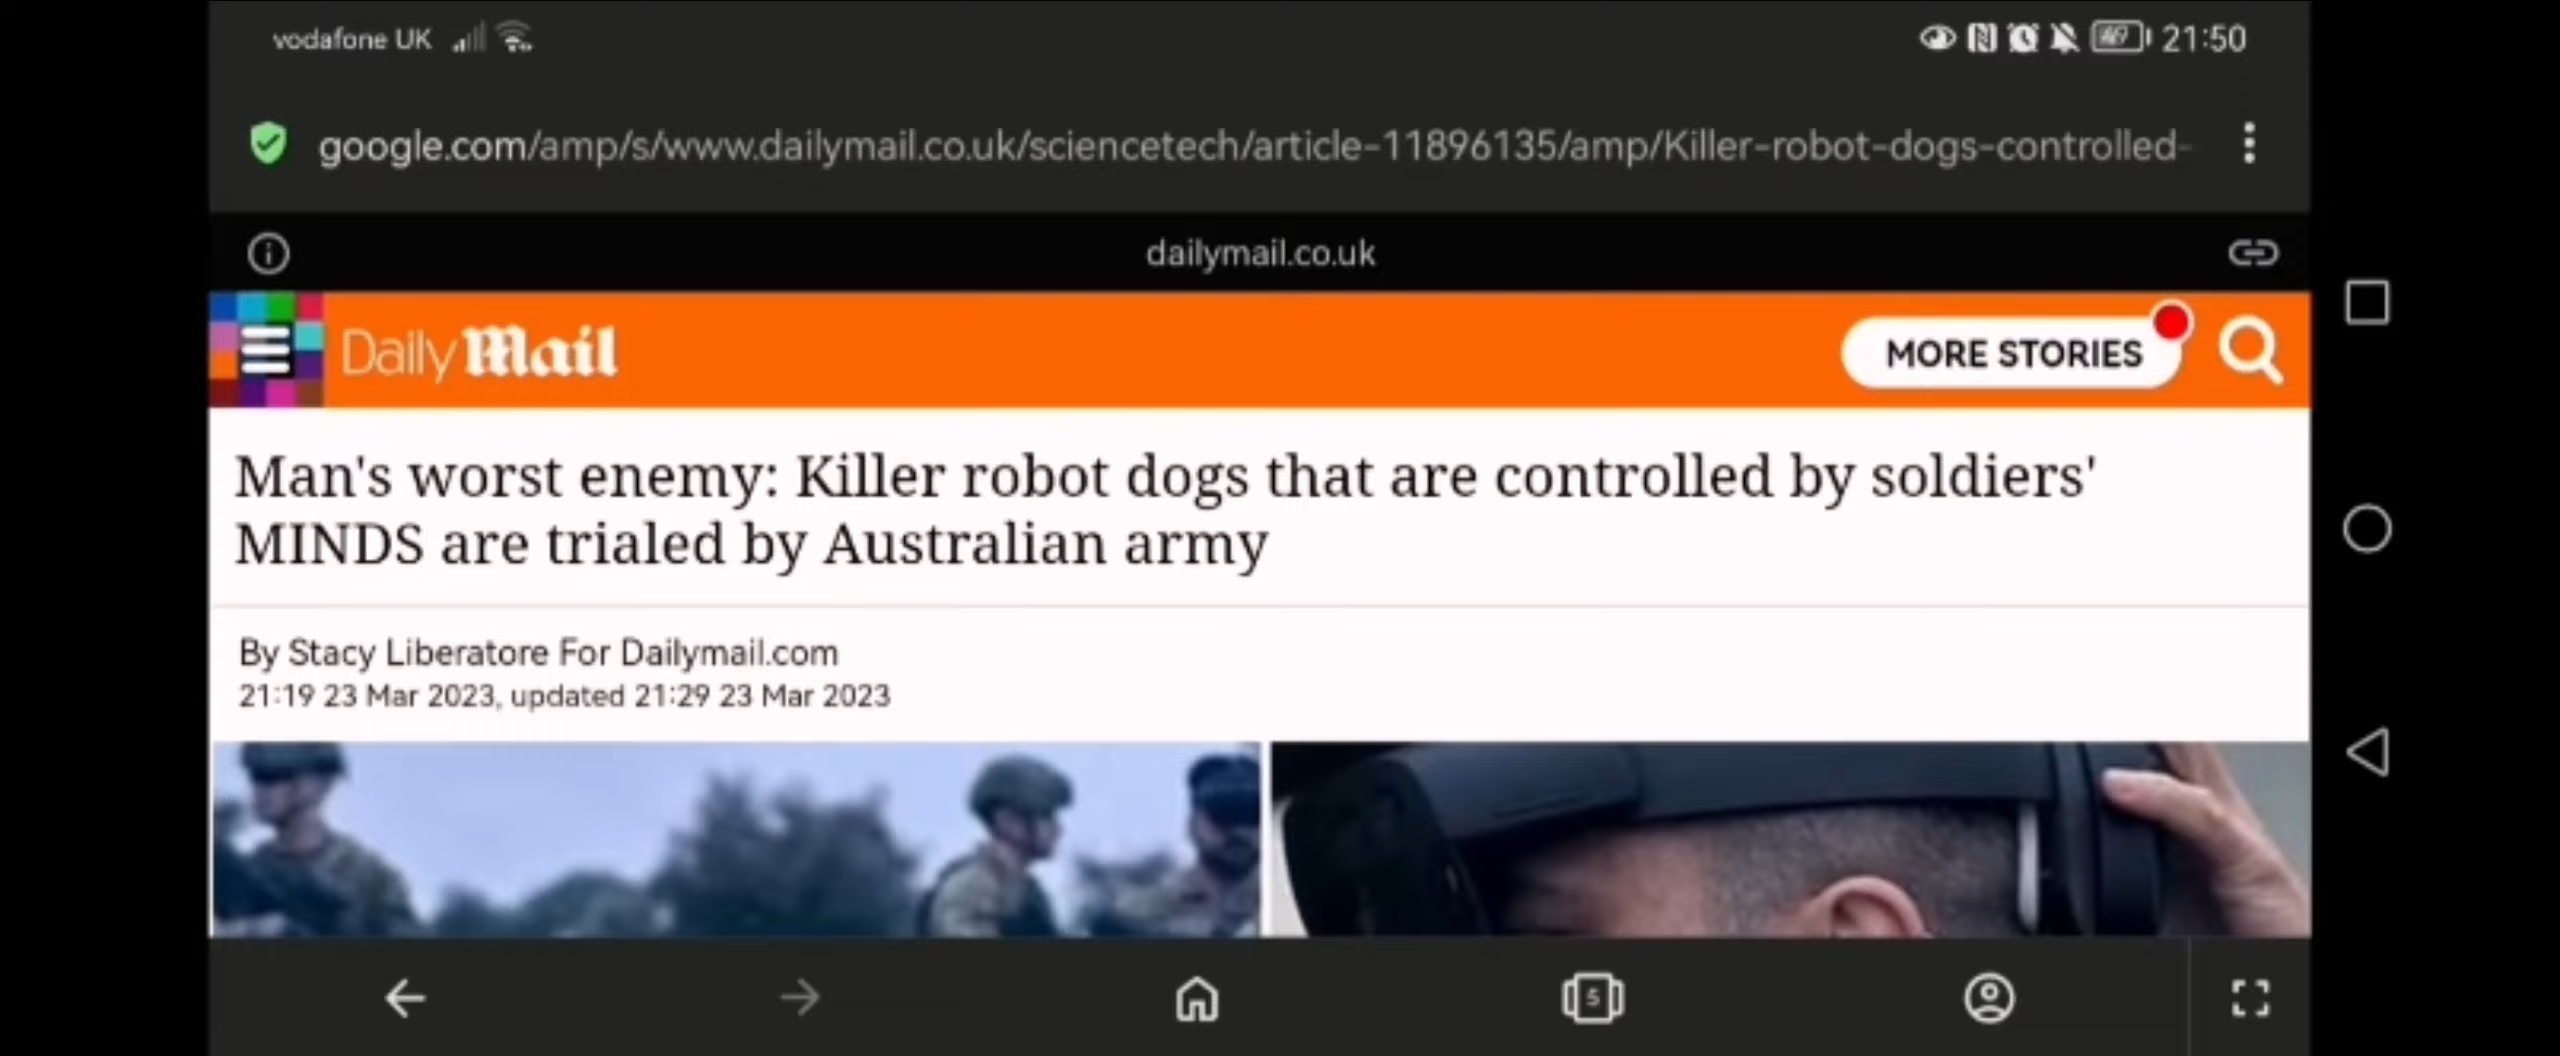 vodafone UK
21:50
google.com/amp/s/www.dailymail.co.uk/sciencetech/article-11896135/amp/Killer-robot-dogs-controlled-
dailymail.co.uk
Daily Mail
MORE STORIES
Man's worst enemy: Killer robot dogs that are controlled by soldiers'
MINDS are trialed by Australian army
By Stacy Liberatore For Dailymail.com
21:19 23 Mar 2023, updated 21:29 23 Mar 2023
5